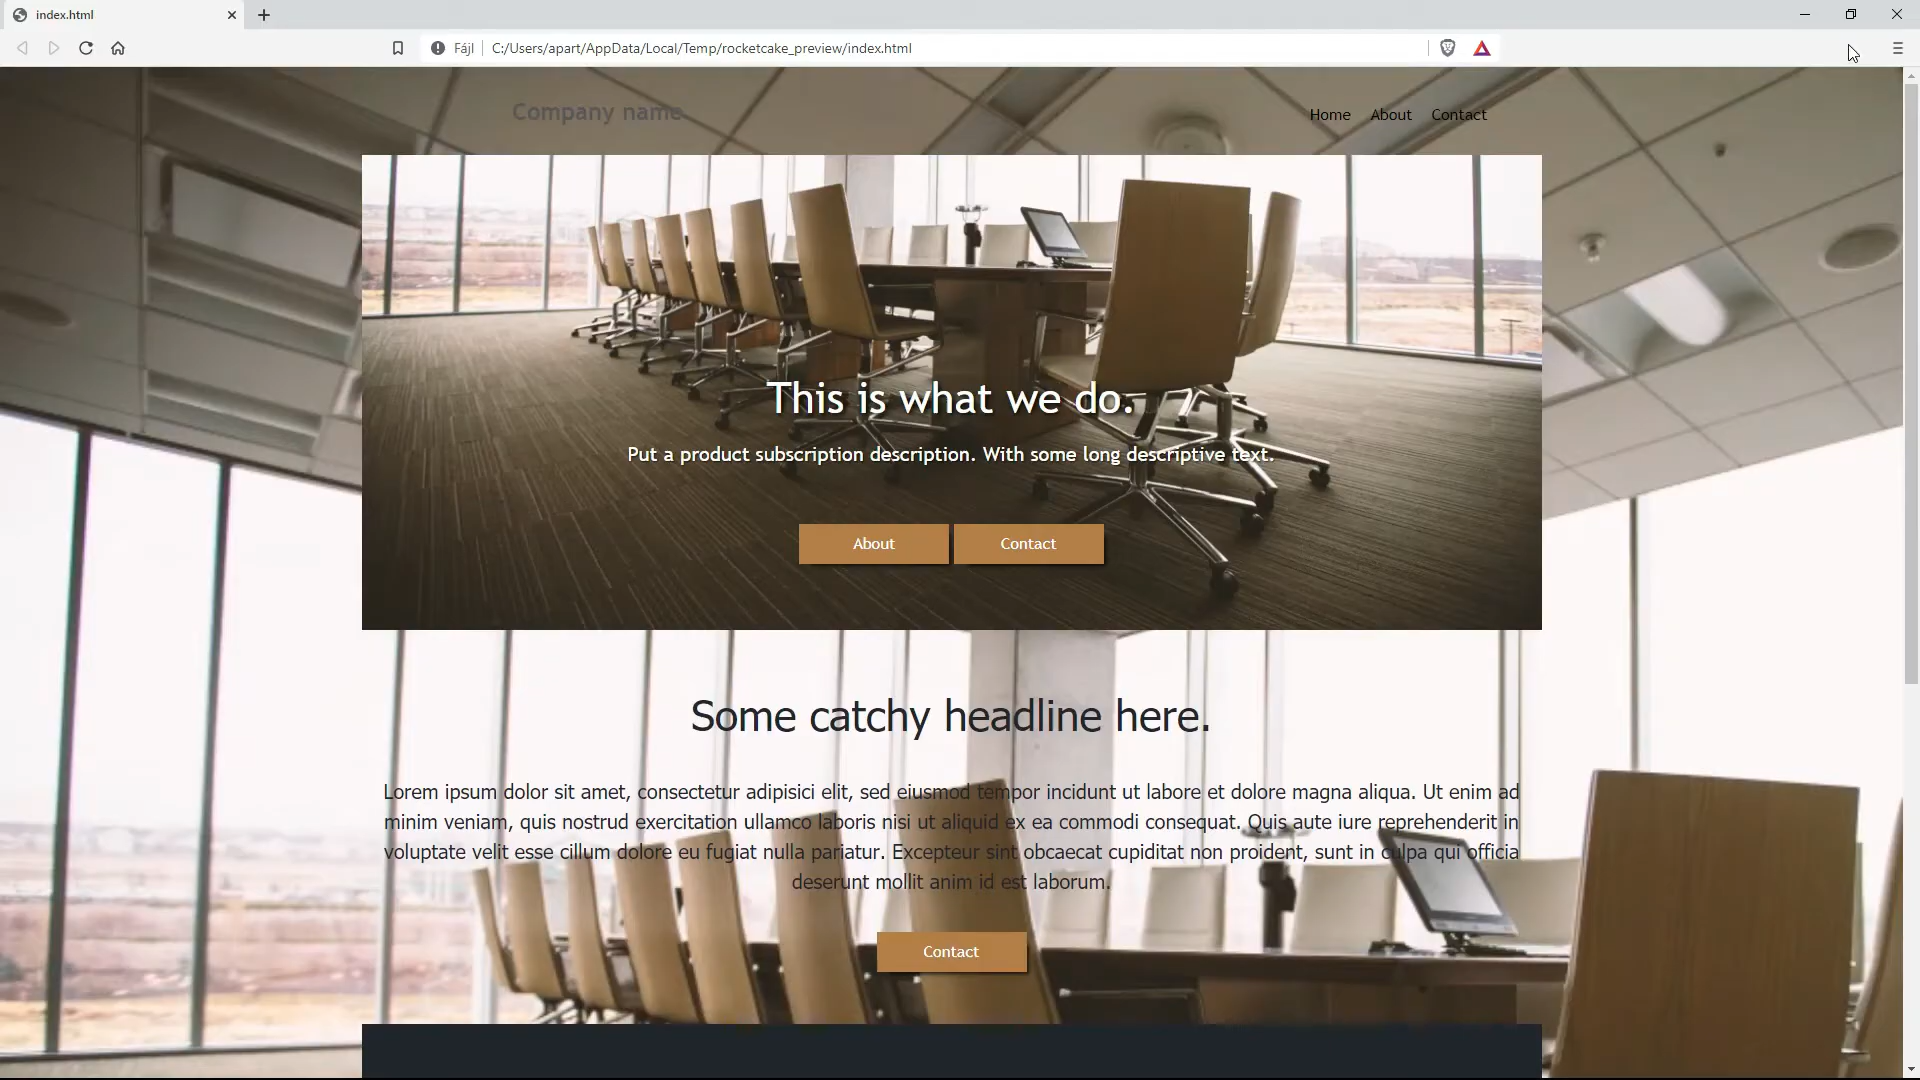 index.html
Fájl
C:/Users/apart/AppData/Local/Temp/rocketcake_preview/index.html
Company name
Home About Contact
This is what we do.
Put a product subscription description. With some long descriptive text.
About Contact
Some catchy headline here.
Lorem ipsum dolor sit amet, consectetur adipisici elit, sed eiusmod tempor incidunt ut labore et dolore magna aliqua. Ut enim ad
minim veniam, quis nostrud exercitation ullamco laboris nisi ut aliquid ex ea commodi consequat. Quis aute iure reprehenderit in
voluptate velit esse cillum dolore eu fugiat nulla pariatur. Excepteur sint obcaecat cupiditat non proident, sunt in culpa qui officia
deserunt mollit anim id est laborum.
Contact